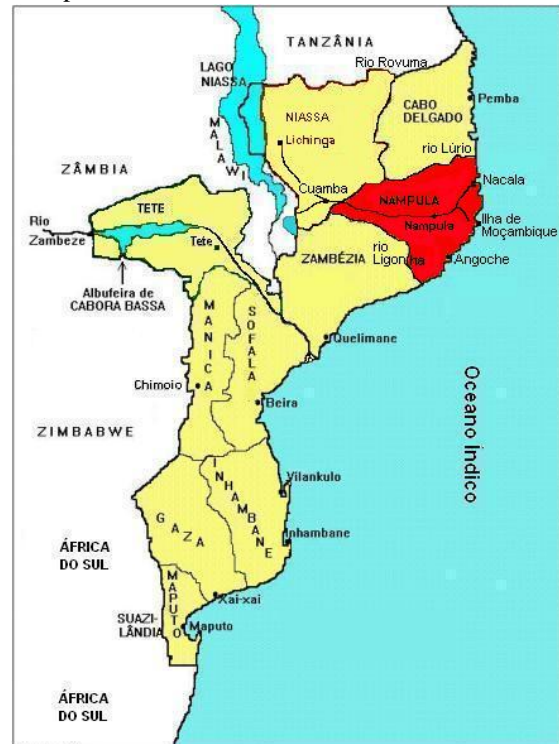 TANZÂNIA
Rio Rovuma
LAGO
NIASSA
MALAWI
NIASSA
Lichinga
CABO
DELGADO
Pemba
rio Lúrio
ZÂMBIA
Cuamba
NAMPULA
Nacala
Nampula
Ilha de
Moçambique
TETE
Rio
Zambeze
Tete
ZAMBÉZIA
rio
Ligonha
Angoche
Albufeira de
CABORA BASSA
MANICA
SOFALA
Quelimane
Chimoio
Beira
ZIMBABWE
Oceano Índico
Vilankulo
INHAMBANE
GAZA
Inhambane
ÁFRICA
DO SUL
MAPUTO
Xai-xai
SUAZI-
LÂNDIA
Maputo
ÁFRICA
DO SUL